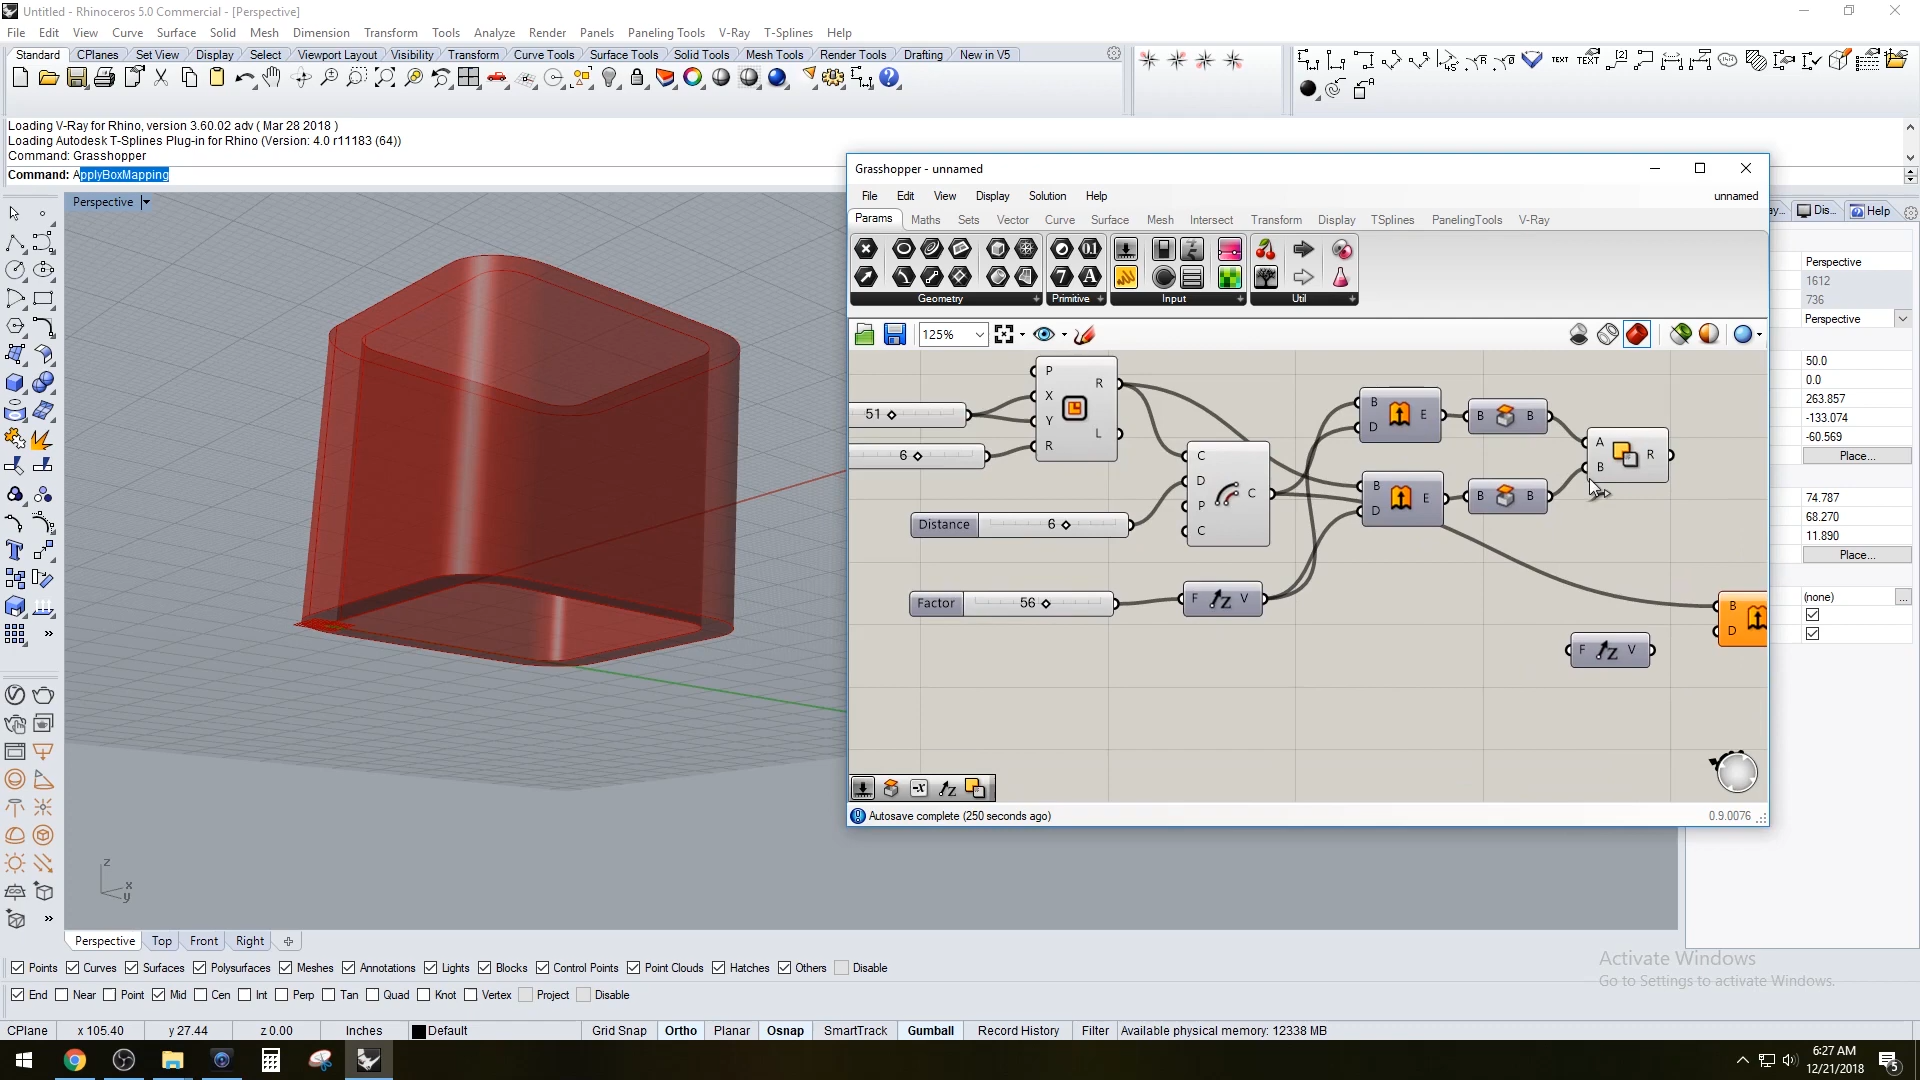 Untitled - Rhinoceros 5.0 Commercial - [Perspective]
File Edit View Curve Surface Solid Mesh Dimension Transform Tools Analyze Render Panels Paneling Tools V-Ray T-Splines Help
Standard CPlanes Set View Display Select Viewport Layout Visibility Transform Curve Tools Surface Tools Solid Tools Mesh Tools Render Tools Drafting New in V5
Loading V-Ray for Rhino, version 3.60.02 adv ( Mar 28 2018 )
Loading Autodesk T-Splines Plug-in for Rhino (Version: 4.0 r11183 (64))
Command: Grasshopper
Command: ApplyBoxMapping
Perspective
Grasshopper - unnamed
File Edit View Display Solution Help unnamed
Params Maths Sets Vector Curve Surface Mesh Intersect Transform Display TSplines PanelingTools V-Ray
Geometry Primitive Input Util
125%
P X Y R R L
51
6
C D P C C
Distance 6
Factor 56
F Z V
B D E
B B
B D E
B B
A B R
B D
F Z V
Autosave complete (250 seconds ago)
0.9.0076
Dis... Help
Perspective
1612
736
Perspective
50.0
0.0
263.857
-133.074
-60.569
Place...
74.787
68.270
11.890
Place...
(none) ...
z x y
Perspective Top Front Right
Points Curves Surfaces Polysurfaces Meshes Annotations Lights Blocks Control Points Point Clouds Hatches Others Disable
End Near Point Mid Cen Int Perp Tan Quad Knot Vertex Project Disable
Activate Windows
Go to Settings to activate Windows.
CPlane x 105.40 y 27.44 z 0.00 Inches Default Grid Snap Ortho Planar Osnap SmartTrack Gumball Record History Filter Available physical memory: 12338 MB
6:27 AM
12/21/2018
5